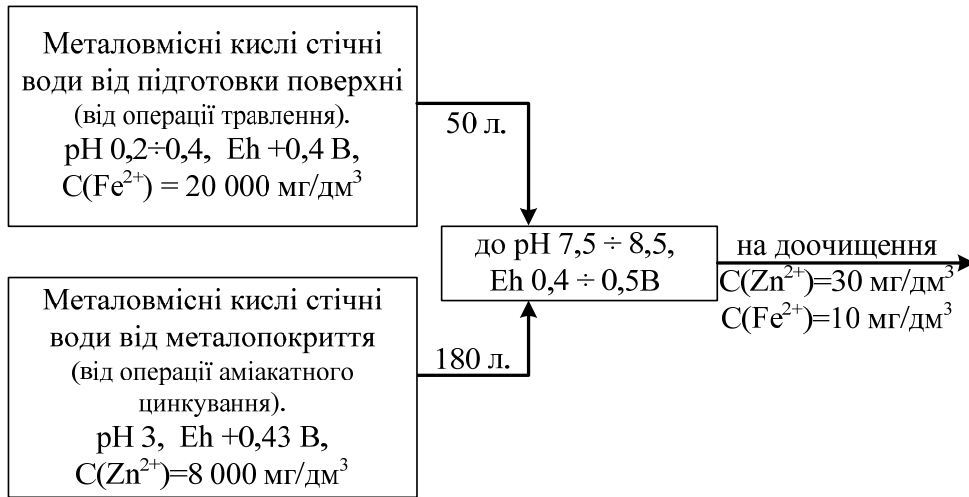 Металовмісні кислі стічні
води від підготовки поверхні
(від операції травлення).
pH 0,2÷0,4, Eh +0,4 В,
C(Fe²⁺) = 20 000 мг/дм³
50 л.
до pH 7,5 ÷ 8,5,
Eh 0,4 ÷ 0,5В
на доочищення
C(Zn²⁺)=30 мг/дм³
C(Fe²⁺)=10 мг/дм³
Металовмісні кислі стічні
води від металопокриття
(від операції аміакатного
цинкування).
pH 3, Eh +0,43 В,
C(Zn²⁺)=8 000 мг/дм³
180 л.